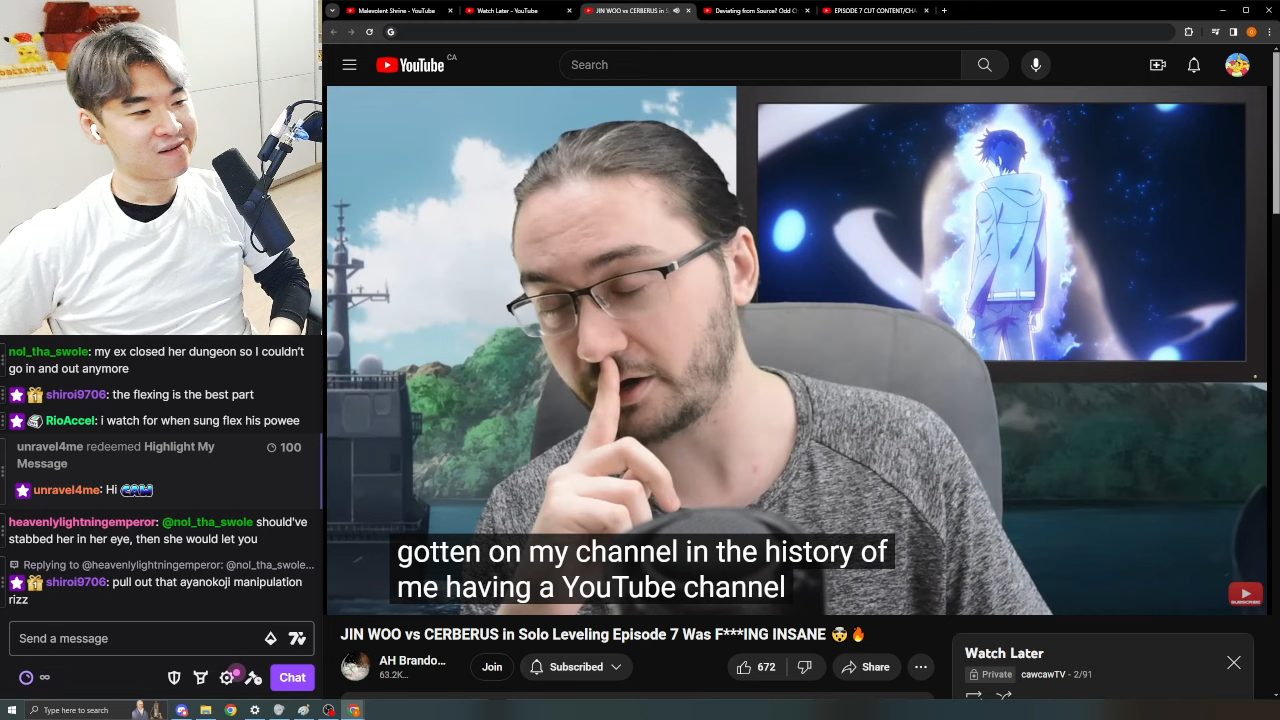 Malevolent Shrine - YouTube
Watch Later - YouTube
JIN WOO vs CERBERUS in S
Deviating from Source? Odd C
EPISODE 7 CUT CONTENT/CHA
YouTube CA
Search
nol_tha_swole: my ex closed her dungeon so I couldn't
go in and out anymore
shiroi9706: the flexing is the best part
RioAccel: i watch for when sung flex his powee
unravel4me redeemed Highlight My
Message
100
unravel4me: Hi
heavenlylightningemperor: @nol_tha_swole should've
stabbed her in her eye, then she would let you
Replying to @heavenlylightningemperor: @nol_tha_swole...
shiroi9706: pull out that ayanokoji manipulation
rizz
Send a message
Chat
gotten on my channel in the history of
me having a YouTube channel
SUBSCRIBE
JIN WOO vs CERBERUS in Solo Leveling Episode 7 Was F***ING INSANE
AH Brando...
63.2K...
Join
Subscribed
672
Share
Watch Later
Private
cawcawTV - 2/91
Type here to search